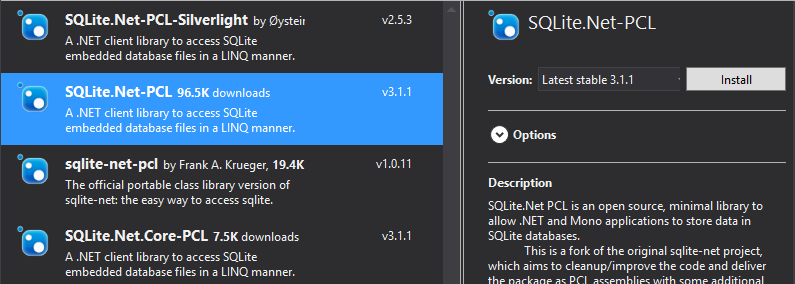 SQLite.Net-PCL-Silverlight by Øystein
v2.5.3
A .NET client library to access SQLite
embedded database files in a LINQ manner.
SQLite.Net-PCL 96.5K downloads
v3.1.1
A .NET client library to access SQLite
embedded database files in a LINQ manner.
sqlite-net-pcl by Frank A. Krueger, 19.4K
v1.0.11
The official portable class library version of
sqlite-net: the easy way to access sqlite.
SQLite.Net.Core-PCL 7.5K downloads
v3.1.1
A .NET client library to access SQLite
embedded database files in a LINQ manner.
SQLite.Net-PCL
Version: Latest stable 3.1.1 Install
Options
Description
SQLite.Net PCL is an open source, minimal library to
allow .NET and Mono applications to store data in
SQLite databases.
This is a fork of the original sqlite-net project,
which aims to cleanup/improve the code and deliver
the package as PCL assemblies with some additional